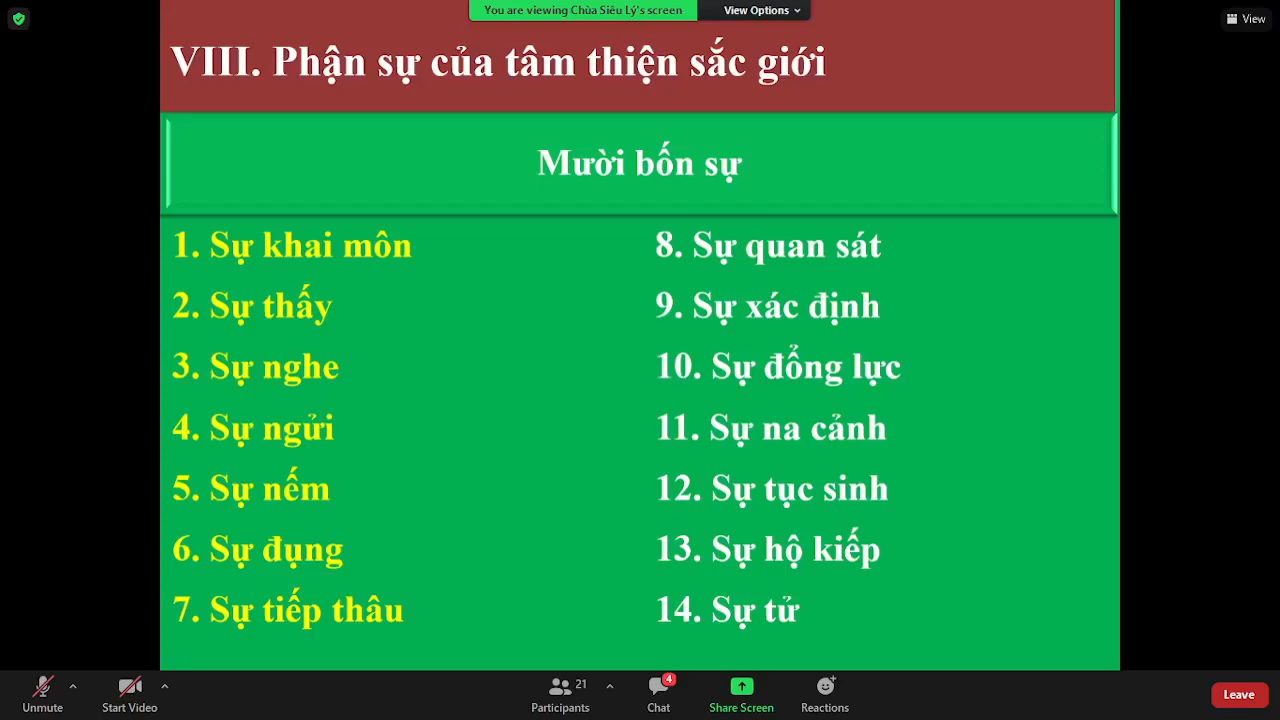 You are viewing Chùa Siêu Lý's screen
View Options
View
VIII. Phận sự của tâm thiện sắc giới
Mười bốn sự
1. Sự khai môn
2. Sự thấy
3. Sự nghe
4. Sự ngửi
5. Sự nếm
6. Sự đụng
7. Sự tiếp thâu
8. Sự quan sát
9. Sự xác định
10. Sự đổng lực
11. Sự na cảnh
12. Sự tục sinh
13. Sự hộ kiếp
14. Sự tử
Unmute
Start Video
21
Participants
4
Chat
Share Screen
Reactions
Leave